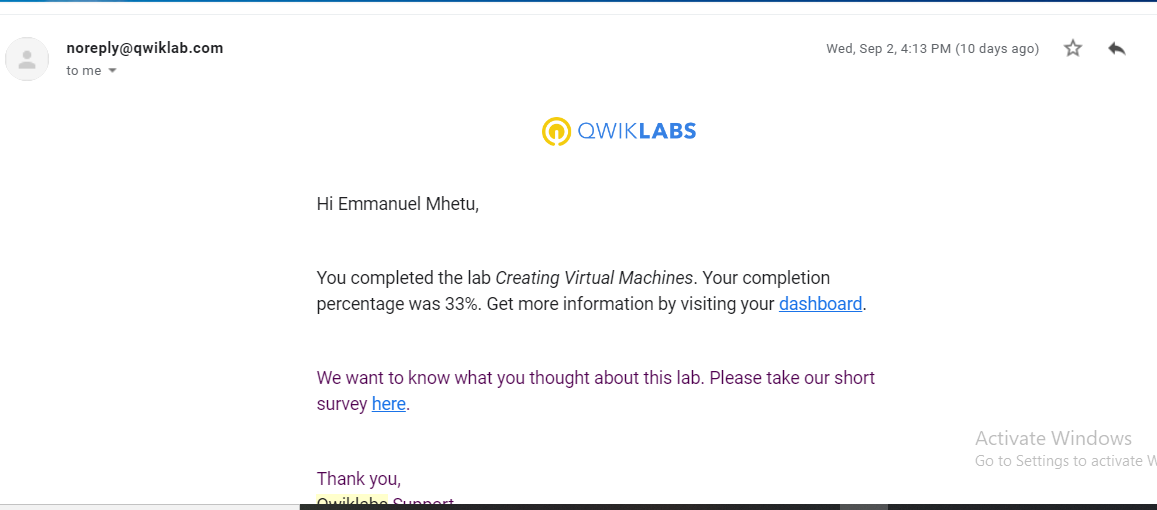 noreply@qwiklab.com
Wed, Sep 2, 4:13 PM (10 days ago)
to me
QWIKLABS
Hi Emmanuel Mhetu,
You completed the lab Creating Virtual Machines. Your completion
percentage was 33%. Get more information by visiting your dashboard.
We want to know what you thought about this lab. Please take our short
survey here.
Activate Windows
Go to Settings to activate W
Thank you,
Qwiklabs Support